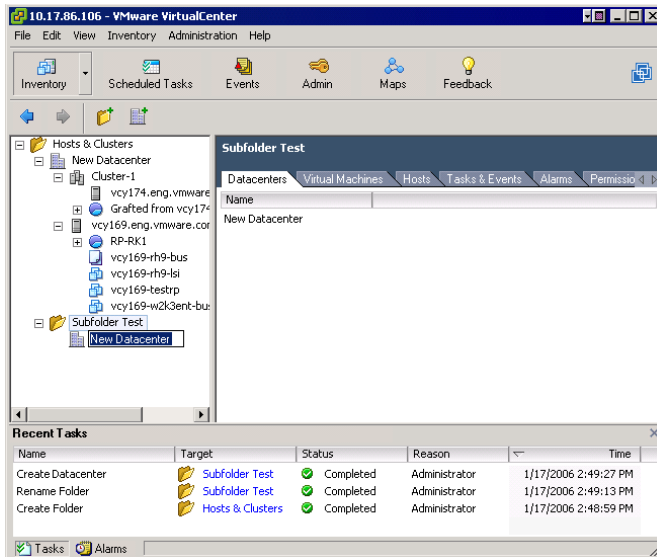 10.17.86.106 - VMware VirtualCenter
File Edit View Inventory Administration Help
Inventory Scheduled Tasks Events Admin Maps Feedback
Hosts & Clusters
New Datacenter
Cluster-1
vcy174.eng.vmware
Grafted from vcy174
vcy169.eng.vmware.cor
RP-RK1
vcy169-rh9-bus
vcy169-rh9-lsi
vcy169-testrp
vcy169-w2k3ent-bu
Subfolder Test
New Datacenter
Subfolder Test
Datacenters Virtual Machines Hosts Tasks & Events Alarms Permissio
Name
New Datacenter
Recent Tasks
Name Target Status Reason Time
Create Datacenter Subfolder Test Completed Administrator 1/17/2006 2:49:27 PM
Rename Folder Subfolder Test Completed Administrator 1/17/2006 2:49:13 PM
Create Folder Hosts & Clusters Completed Administrator 1/17/2006 2:48:59 PM
Tasks Alarms